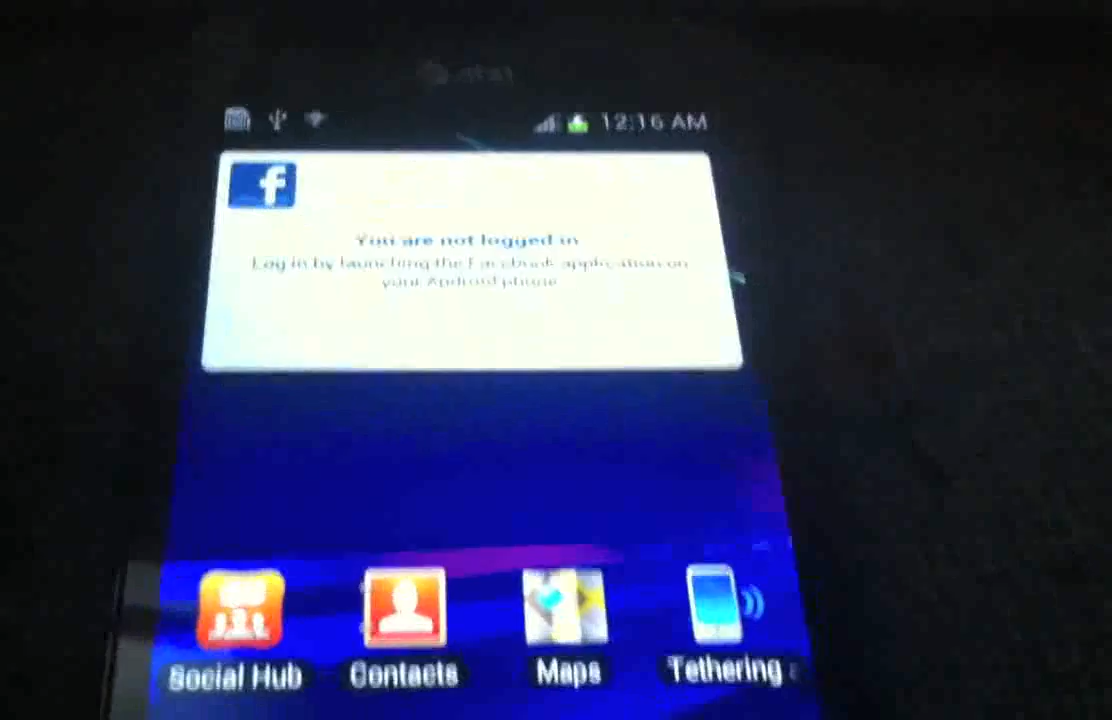 at&t
12:16 AM
f
You are not logged in
Log in by launching the Facebook application on
your Android phone
Social Hub
Contacts
Maps
Tethering